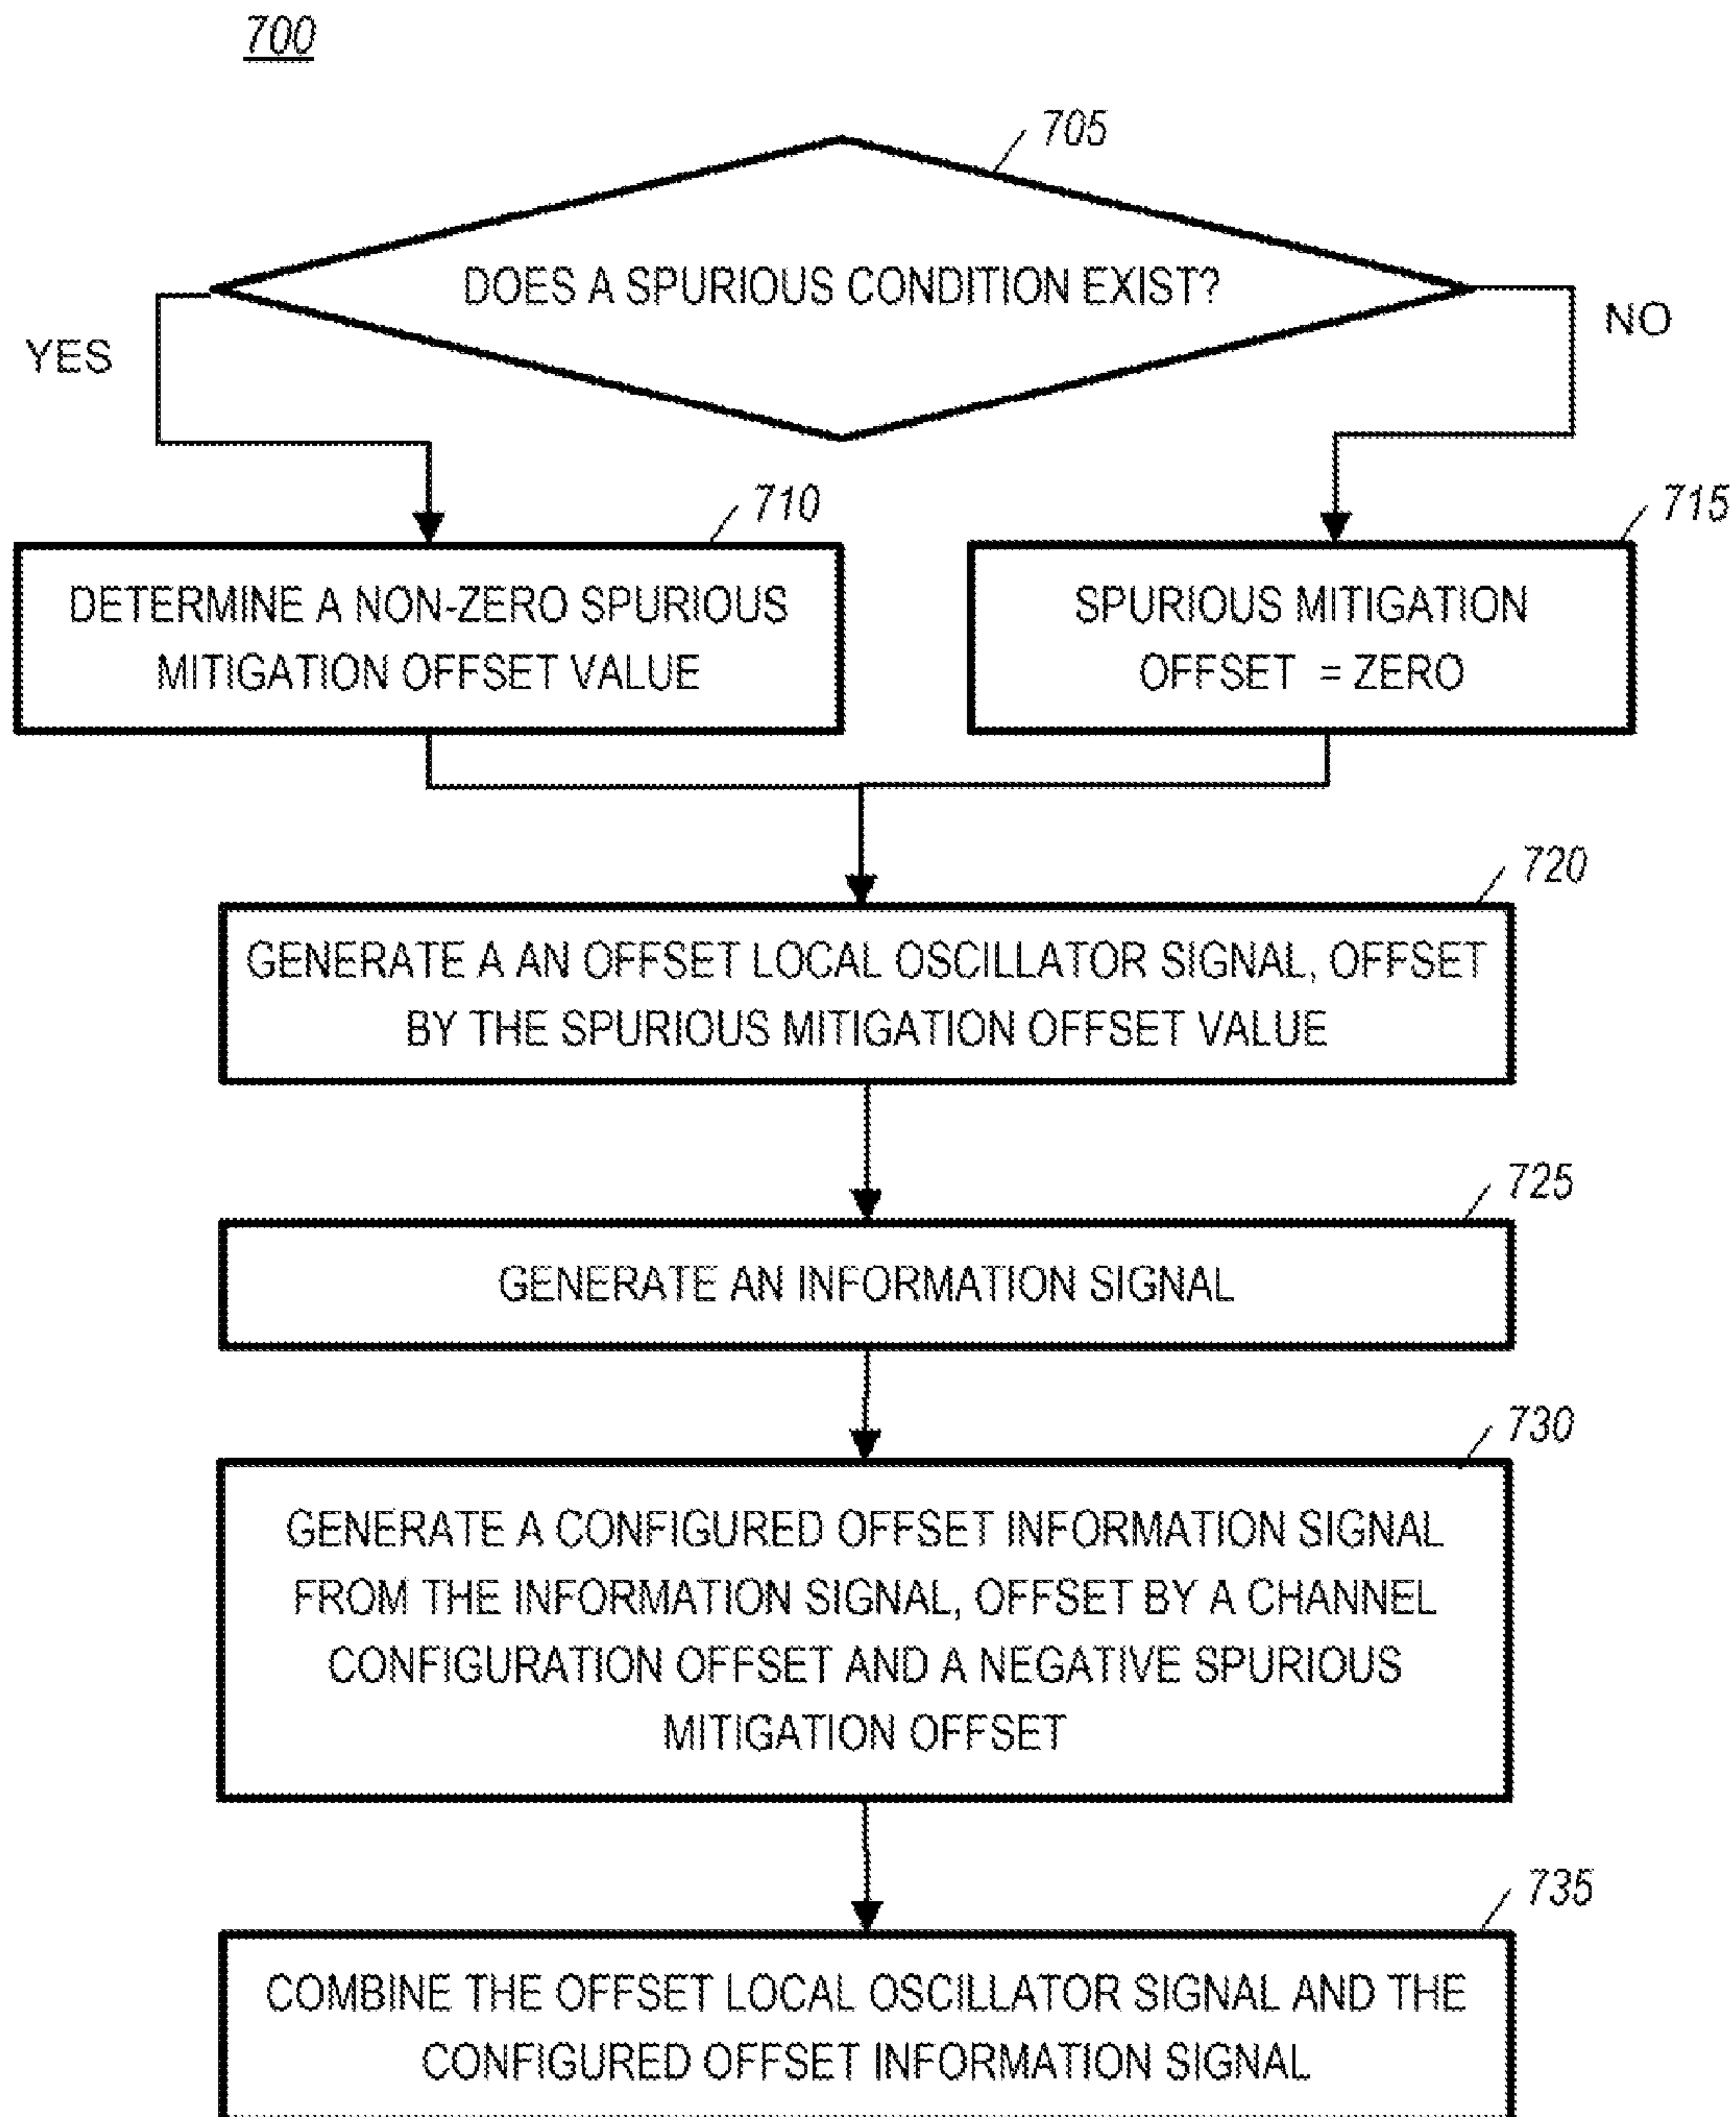 700
705
DOES A SPURIOUS CONDITION EXIST?
YES
NO
710
715
DETERMINE A NON-ZERO SPURIOUS
MITIGATION OFFSET VALUE
SPURIOUS MITIGATION
OFFSET = ZERO
720
GENERATE A AN OFFSET LOCAL OSCILLATOR SIGNAL, OFFSET
BY THE SPURIOUS MITIGATION OFFSET VALUE
725
GENERATE AN INFORMATION SIGNAL
730
GENERATE A CONFIGURED OFFSET INFORMATION SIGNAL
FROM THE INFORMATION SIGNAL, OFFSET BY A CHANNEL
CONFIGURATION OFFSET AND A NEGATIVE SPURIOUS
MITIGATION OFFSET
735
COMBINE THE OFFSET LOCAL OSCILLATOR SIGNAL AND THE
CONFIGURED OFFSET INFORMATION SIGNAL